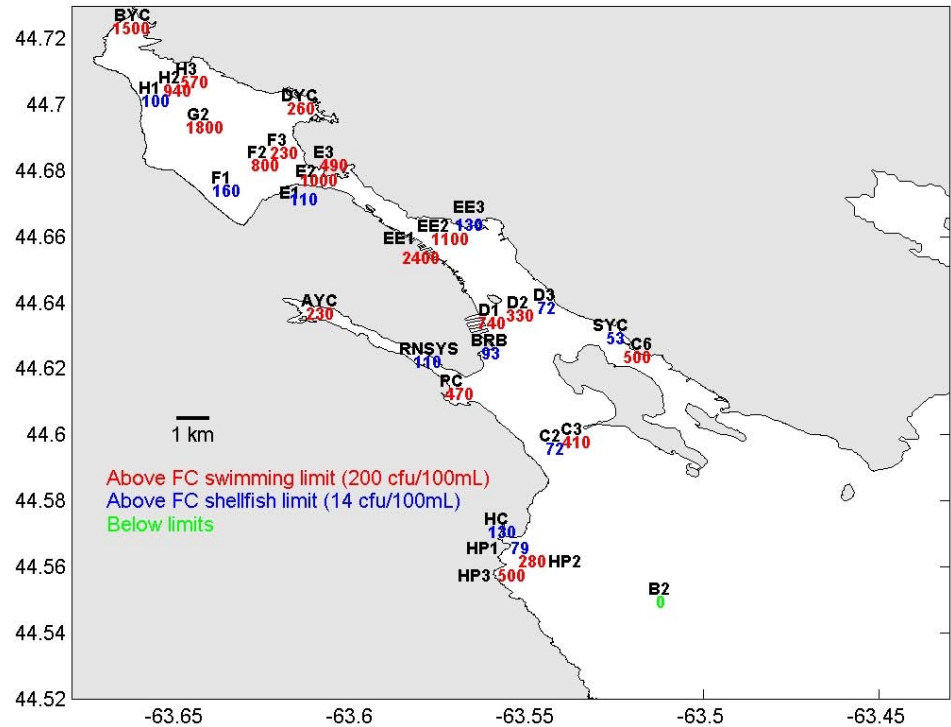 BYC
44.72
1500
H3
H2 570
H1 940
44.7
100
DYC
260
G2
1800
F3
F2 230 E3
44.68
800 490
E2
F1 1000
160 E1 110
EE3
EE2 130
44.66
EE1 1100
2400
44.64
AYC
230
D3
D1 D2 72
740 330
SYC
BRB 53 C6
RNSYS 93 500
110
44.62
PC
470
1 km
44.6
C2 C3
72 410
Above FC swimming limit (200 cfu/100mL)
44.58
Above FC shellfish limit (14 cfu/100mL)
Below limits
HC
130
HP1 79
44.56
280 HP2
HP3 500
B2
0
44.54
44.52
-63.65 -63.6 -63.55 -63.5 -63.45